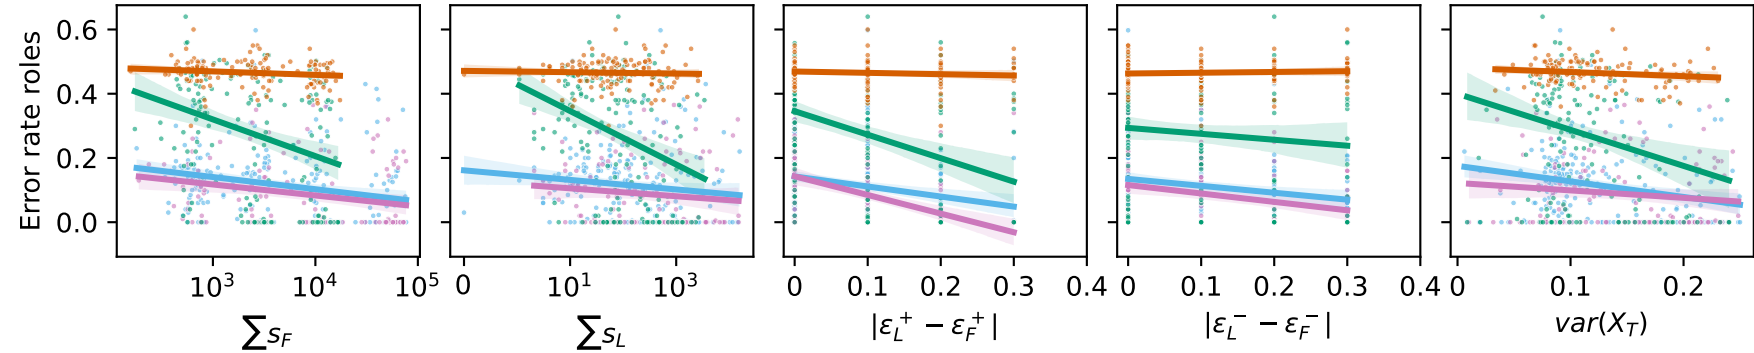 Error rate roles
0.6
0.4
0.2
0.0
10³ 10⁴ 10⁵
∑s_F
0 10¹ 10³
∑s_L
0 0.1 0.2 0.3 0.4
|ε_L⁺ − ε_F⁺|
0 0.1 0.2 0.3 0.4
|ε_L⁻ − ε_F⁻|
0 0.1 0.2
var(X_T)